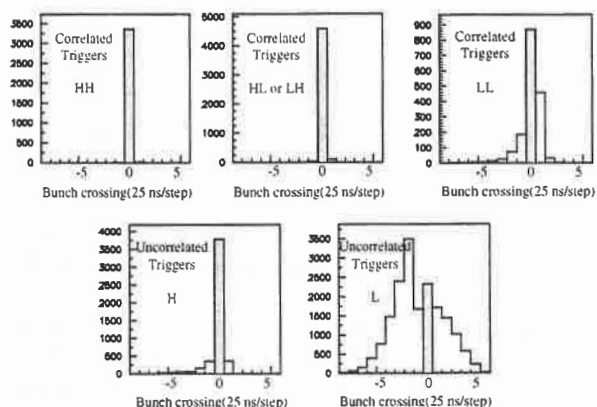 3500
3000
2500
2000
1500
1000
500
0
Correlated
Triggers
HH
-5 0 5
Bunch crossing(25 ns/step)
5000
4000
3000
2000
1000
0
Correlated
Triggers
HL or LH
-5 0 5
Bunch crossing(25 ns/step)
900
800
700
600
500
400
300
200
100
0
Correlated
Triggers
LL
-5 0 5
Bunch crossing(25 ns/step)
4000
3500
3000
2500
2000
1500
1000
500
0
Uncorrelated
Triggers
H
-5 0 5
Bunch crossing(25 ns/step)
3500
3000
2500
2000
1500
1000
500
0
Uncorrelated
Triggers
L
-5 0 5
Bunch crossing(25 ns/step)